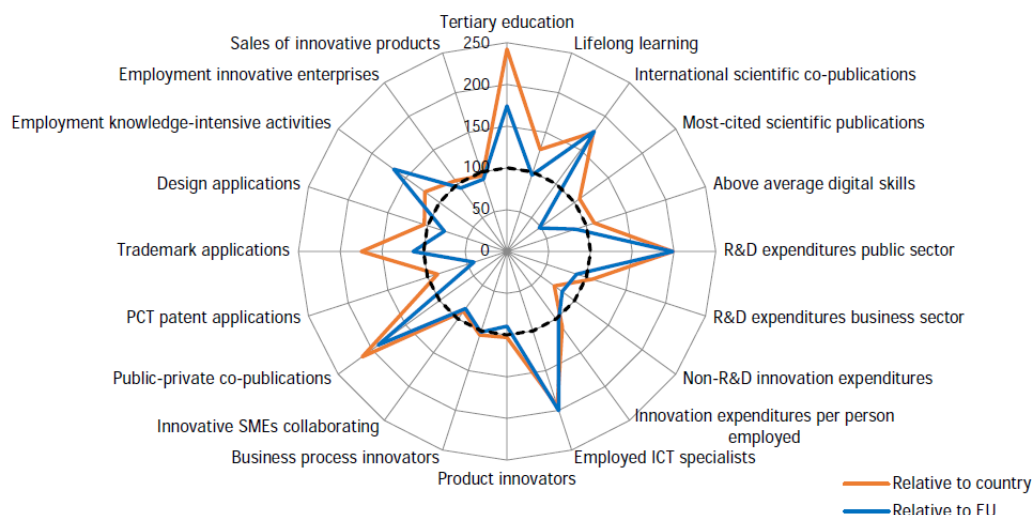 Tertiary education
Sales of innovative products
250
Lifelong learning
Employment innovative enterprises
200
International scientific co-publications
Employment knowledge-intensive activities
150
Most-cited scientific publications
Design applications
100
Above average digital skills
50
Trademark applications
0
R&D expenditures public sector
PCT patent applications
R&D expenditures business sector
Public-private co-publications
Non-R&D innovation expenditures
Innovative SMEs collaborating
Innovation expenditures per person
employed
Business process innovators
Employed ICT specialists
Product innovators
Relative to country
Relative to EU